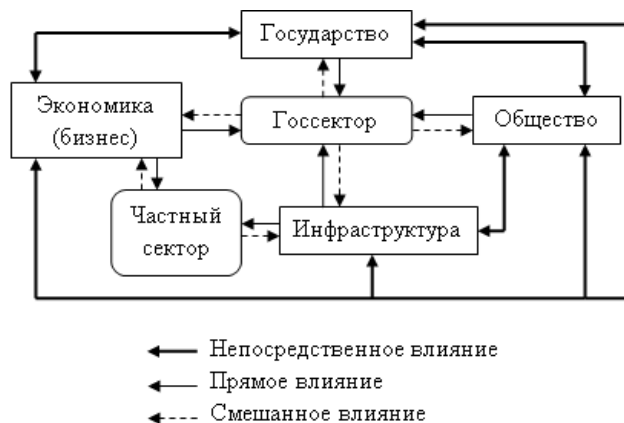 Государство
Экономика
(бизнес)
Госсектор
Общество
Частный
сектор
Инфраструктура
Непосредственное влияние
Прямое влияние
Смешанное влияние